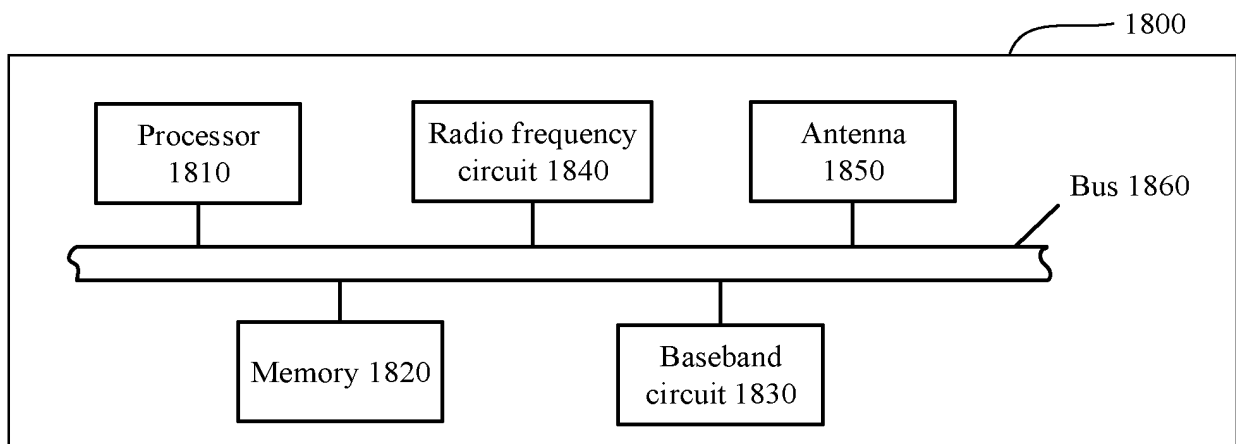 1800
Processor
1810
Radio frequency
circuit 1840
Antenna
1850
Bus 1860
Memory 1820
Baseband
circuit 1830